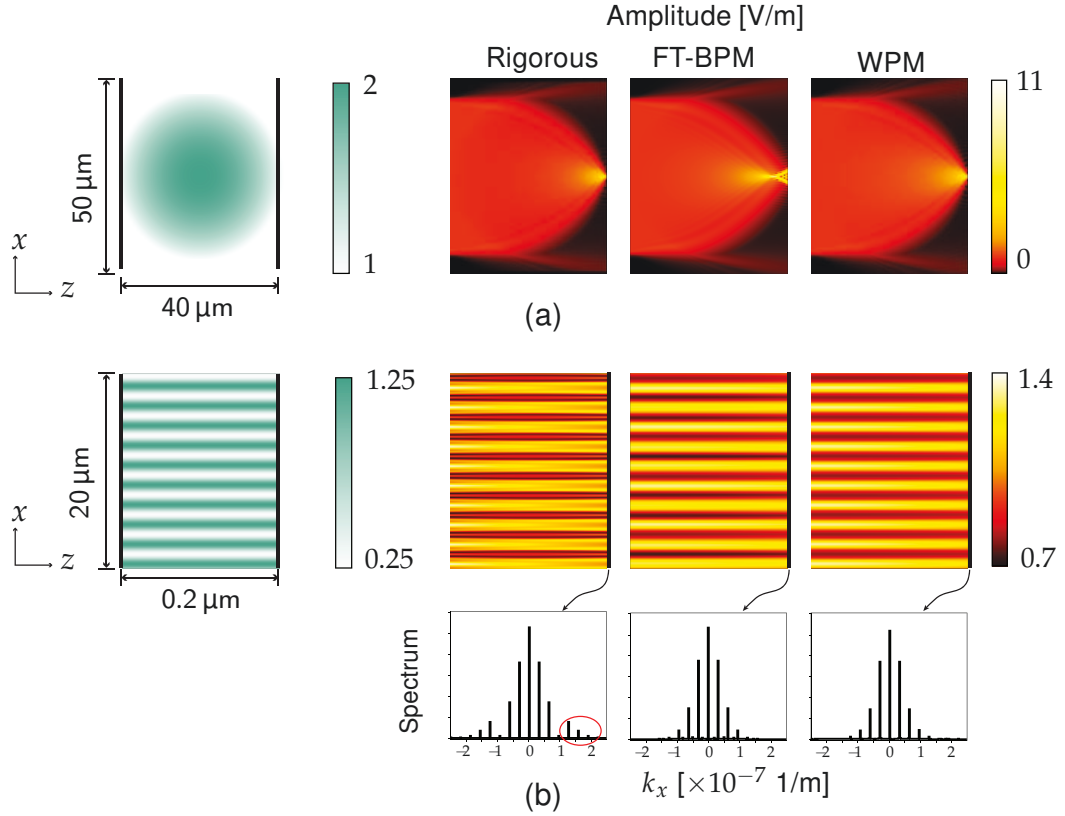 Amplitude [V/m]
Rigorous FT-BPM WPM
2
1
50 µm
x
z
40 µm
11
0
(a)
1.25
0.25
20 µm
x
z
0.2 µm
1.4
0.7
Spectrum
−2 −1 0 1 2
−2 −1 0 1 2
−2 −1 0 1 2
k_x [×10^{−7} 1/m]
(b)